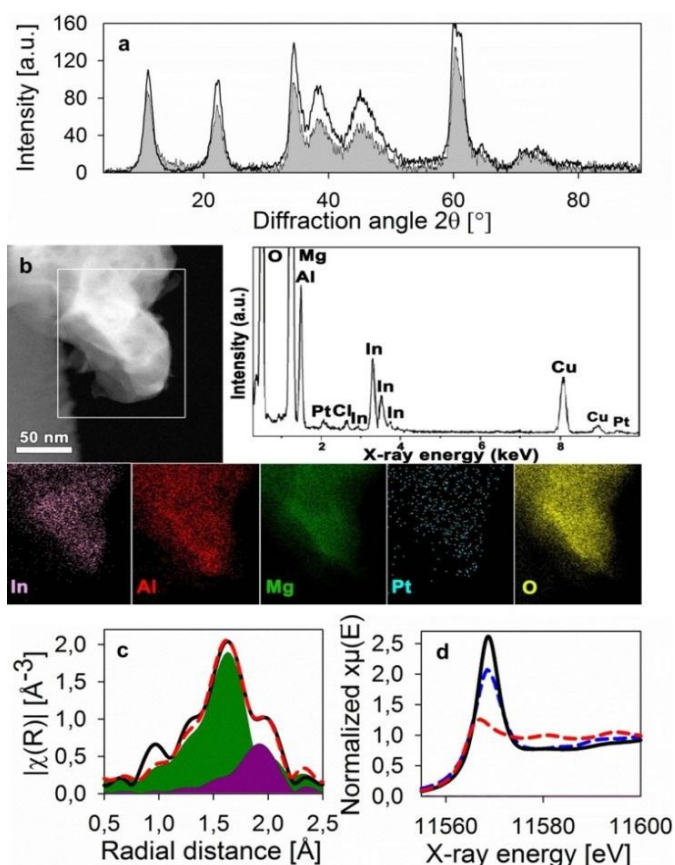 a
Intensity [a.u.]
160
120
80
40
0
20
40
60
80
Diffraction angle 2θ [°]
b
50 nm
Intensity (a.u.)
O
Mg
Al
Pt
Cl
In
In
In
In
Cu
Cu
Pt
2
4
6
8
X-ray energy (keV)
In
Al
Mg
Pt
O
c
|χ(R)| [Å-3]
2,0
1,5
1,0
0,5
0,0
0,5
1,0
1,5
2,0
2,5
Radial distance [Å]
d
Normalized xμ(E)
2,5
2,0
1,5
1,0
0,5
0,0
11560
11580
11600
X-ray energy [eV]